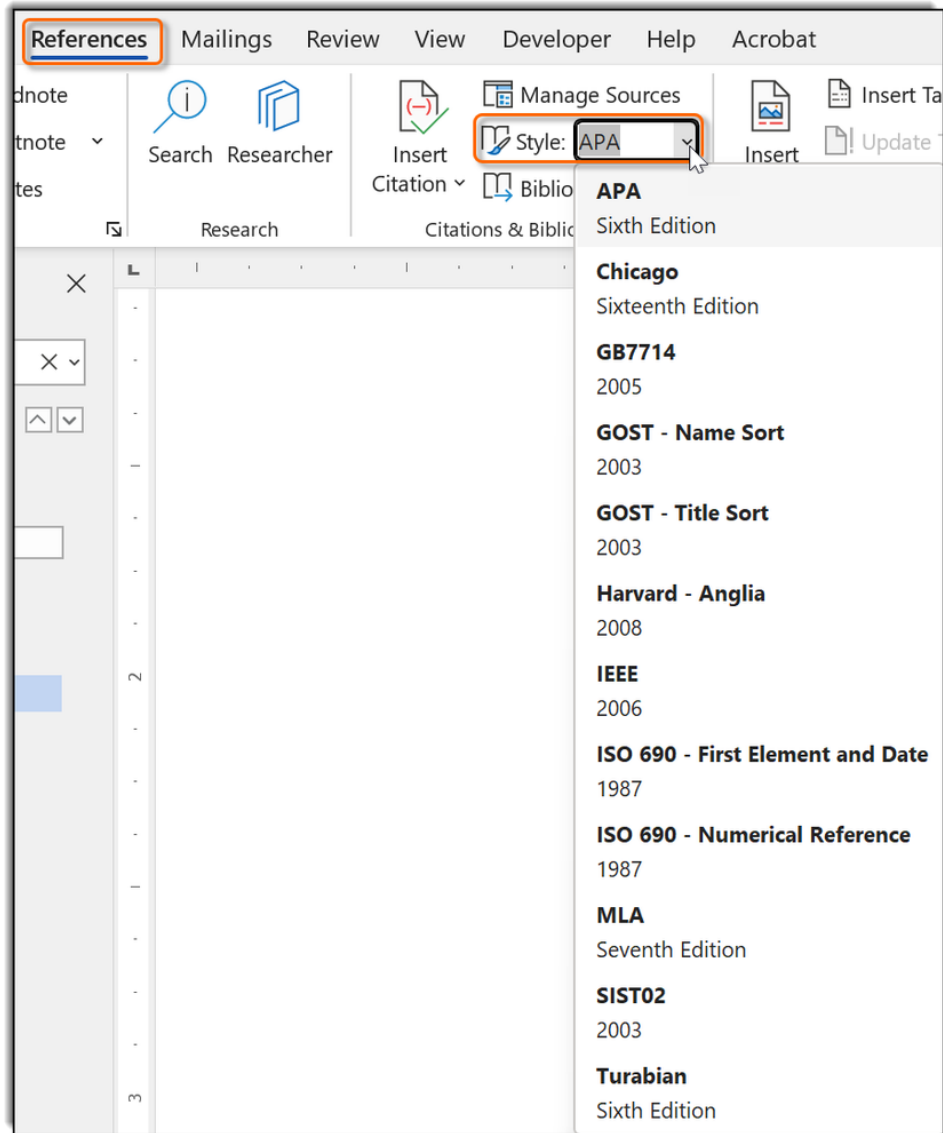 References Mailings Review View Developer Help Acrobat
dnote
tnote
tes
Search Researcher
Research
Insert
Citation
Manage Sources
Style: APA
Biblio
Citations & Biblic
Insert
Insert Ta
Update
APA
Sixth Edition
Chicago
Sixteenth Edition
GB7714
2005
GOST - Name Sort
2003
GOST - Title Sort
2003
Harvard - Anglia
2008
IEEE
2006
ISO 690 - First Element and Date
1987
ISO 690 - Numerical Reference
1987
MLA
Seventh Edition
SIST02
2003
Turabian
Sixth Edition
2
3